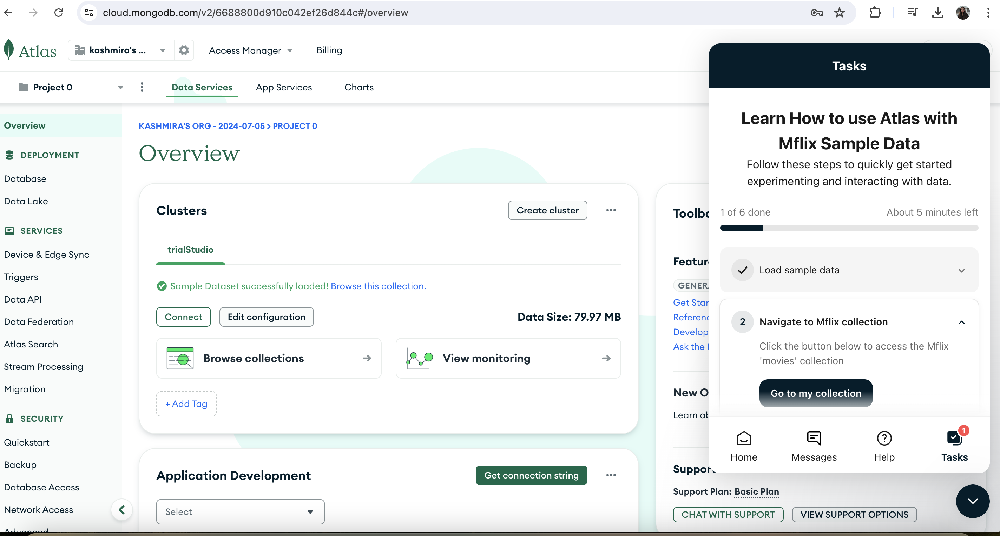 cloud.mongodb.com/v2/6688800d910c042ef26d844c#/overview
Atlas
kashmira's ...
Access Manager
Billing
Project 0
Data Services
App Services
Charts
Overview
DEPLOYMENT
Database
Data Lake
SERVICES
Device & Edge Sync
Triggers
Data API
Data Federation
Atlas Search
Stream Processing
Migration
SECURITY
Quickstart
Backup
Database Access
Network Access
Advanced
KASHMIRA'S ORG - 2024-07-05 > PROJECT 0
Overview
Clusters
Create cluster
trialStudio
Sample Dataset successfully loaded! Browse this collection.
Connect
Edit configuration
Data Size: 79.97 MB
Browse collections
View monitoring
+ Add Tag
Application Development
Get connection string
Select
Toolbo
Featur
GENERA
Get Star
Referenc
Develop
Ask the
New O
Learn ab
Support
Support Plan: Basic Plan
CHAT WITH SUPPORT
VIEW SUPPORT OPTIONS
Tasks
Learn How to use Atlas with
Mflix Sample Data
Follow these steps to quickly get started
experimenting and interacting with data.
1 of 6 done
About 5 minutes left
Load sample data
2
Navigate to Mflix collection
Click the button below to access the Mflix
'movies' collection
Go to my collection
Home
Messages
Help
1
Tasks